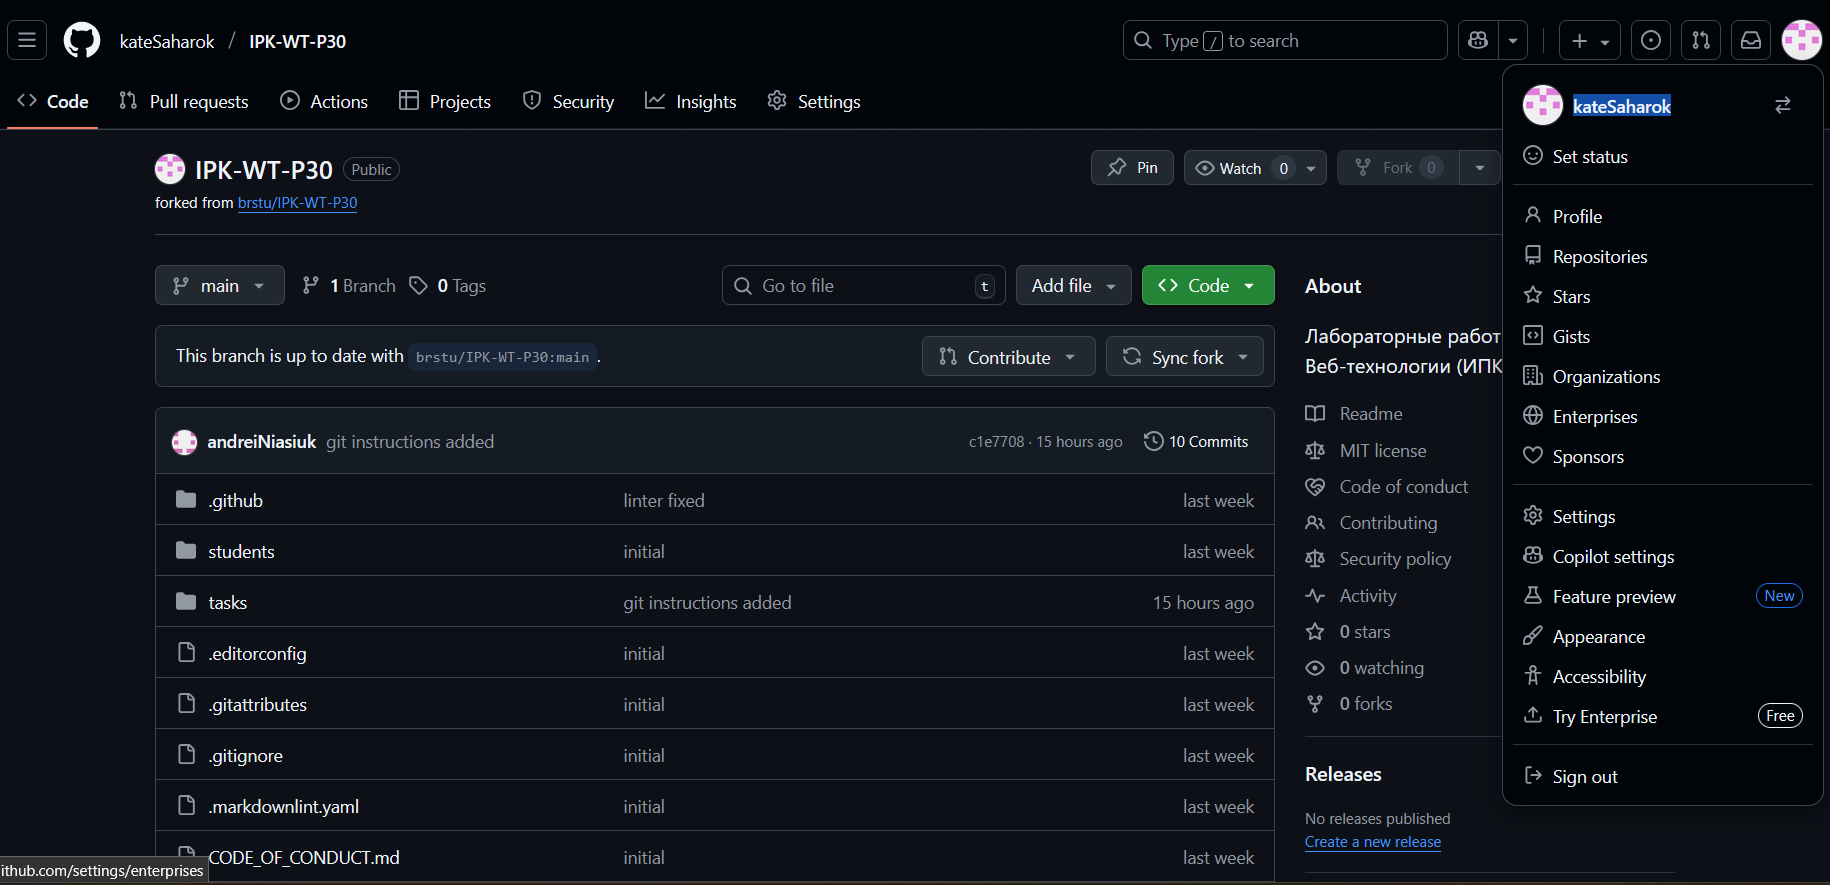 kateSaharok / IPK-WT-P30
Type / to search
Code
Pull requests
Actions
Projects
Security
Insights
Settings
IPK-WT-P30 Public
forked from brstu/IPK-WT-P30
Pin
Watch 0
Fork 0
main
1 Branch
0 Tags
Go to file t
Add file
Code
This branch is up to date with brstu/IPK-WT-P30:main .
Contribute
Sync fork
andreiNiasiuk git instructions added c1e7708 · 15 hours ago 10 Commits
.github linter fixed last week
students initial last week
tasks git instructions added 15 hours ago
.editorconfig initial last week
.gitattributes initial last week
.gitignore initial last week
.markdownlint.yaml initial last week
CODE_OF_CONDUCT.md initial last week
ithub.com/settings/enterprises
About
Лабораторные работ
Веб-технологии (ИПК
Readme
MIT license
Code of conduct
Contributing
Security policy
Activity
0 stars
0 watching
0 forks
Releases
No releases published
Create a new release
kateSaharok
Set status
Profile
Repositories
Stars
Gists
Organizations
Enterprises
Sponsors
Settings
Copilot settings
Feature preview New
Appearance
Accessibility
Try Enterprise Free
Sign out